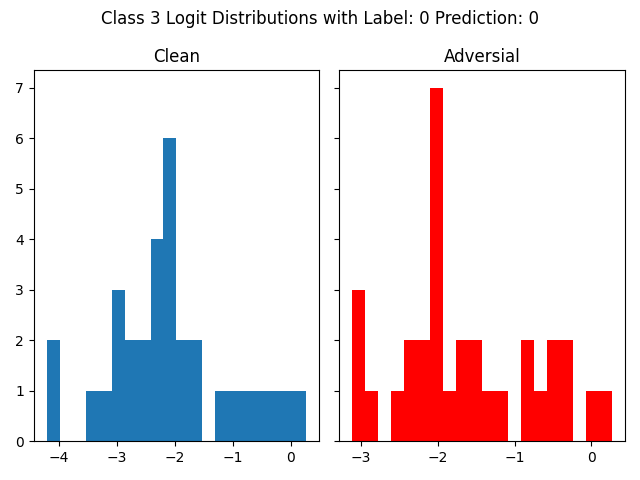 Class 3 Logit Distributions with Label: 0 Prediction: 0
Clean
Adversial
7
6
5
4
3
2
1
0
−4 −3 −2 −1 0
−3 −2 −1 0